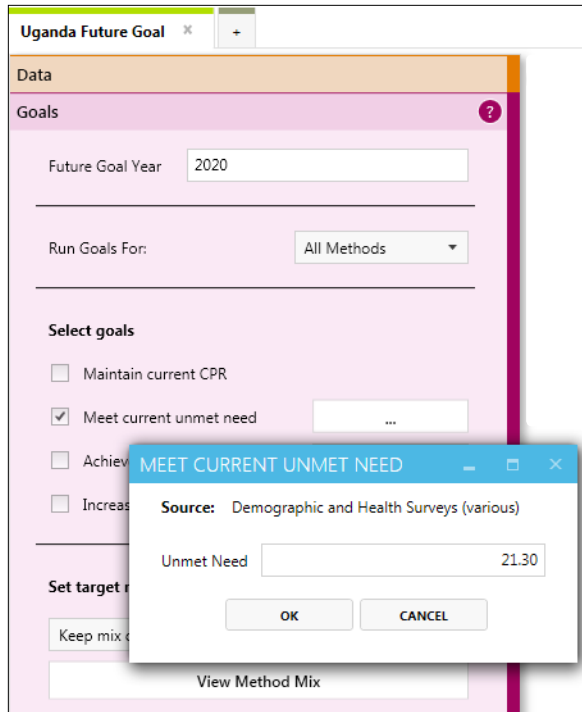 Uganda Future Goal × +
Data
Goals ?
Future Goal Year 2020
Run Goals For: All Methods
Select goals
Maintain current CPR
Meet current unmet need ...
MEET CURRENT UNMET NEED
Source: Demographic and Health Surveys (various)
Unmet Need 21.30
OK CANCEL
Set target
Keep mix
View Method Mix